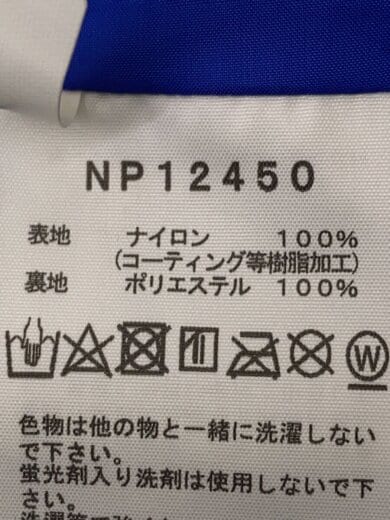 NP12450
表地 ナイロン 100%
(コーティング等樹脂加工)
裏地 ポリエステル 100%
W
色物は他の物と一緒に洗濯しない
で下さい。
蛍光剤入り洗剤は使用しないで下
さい。